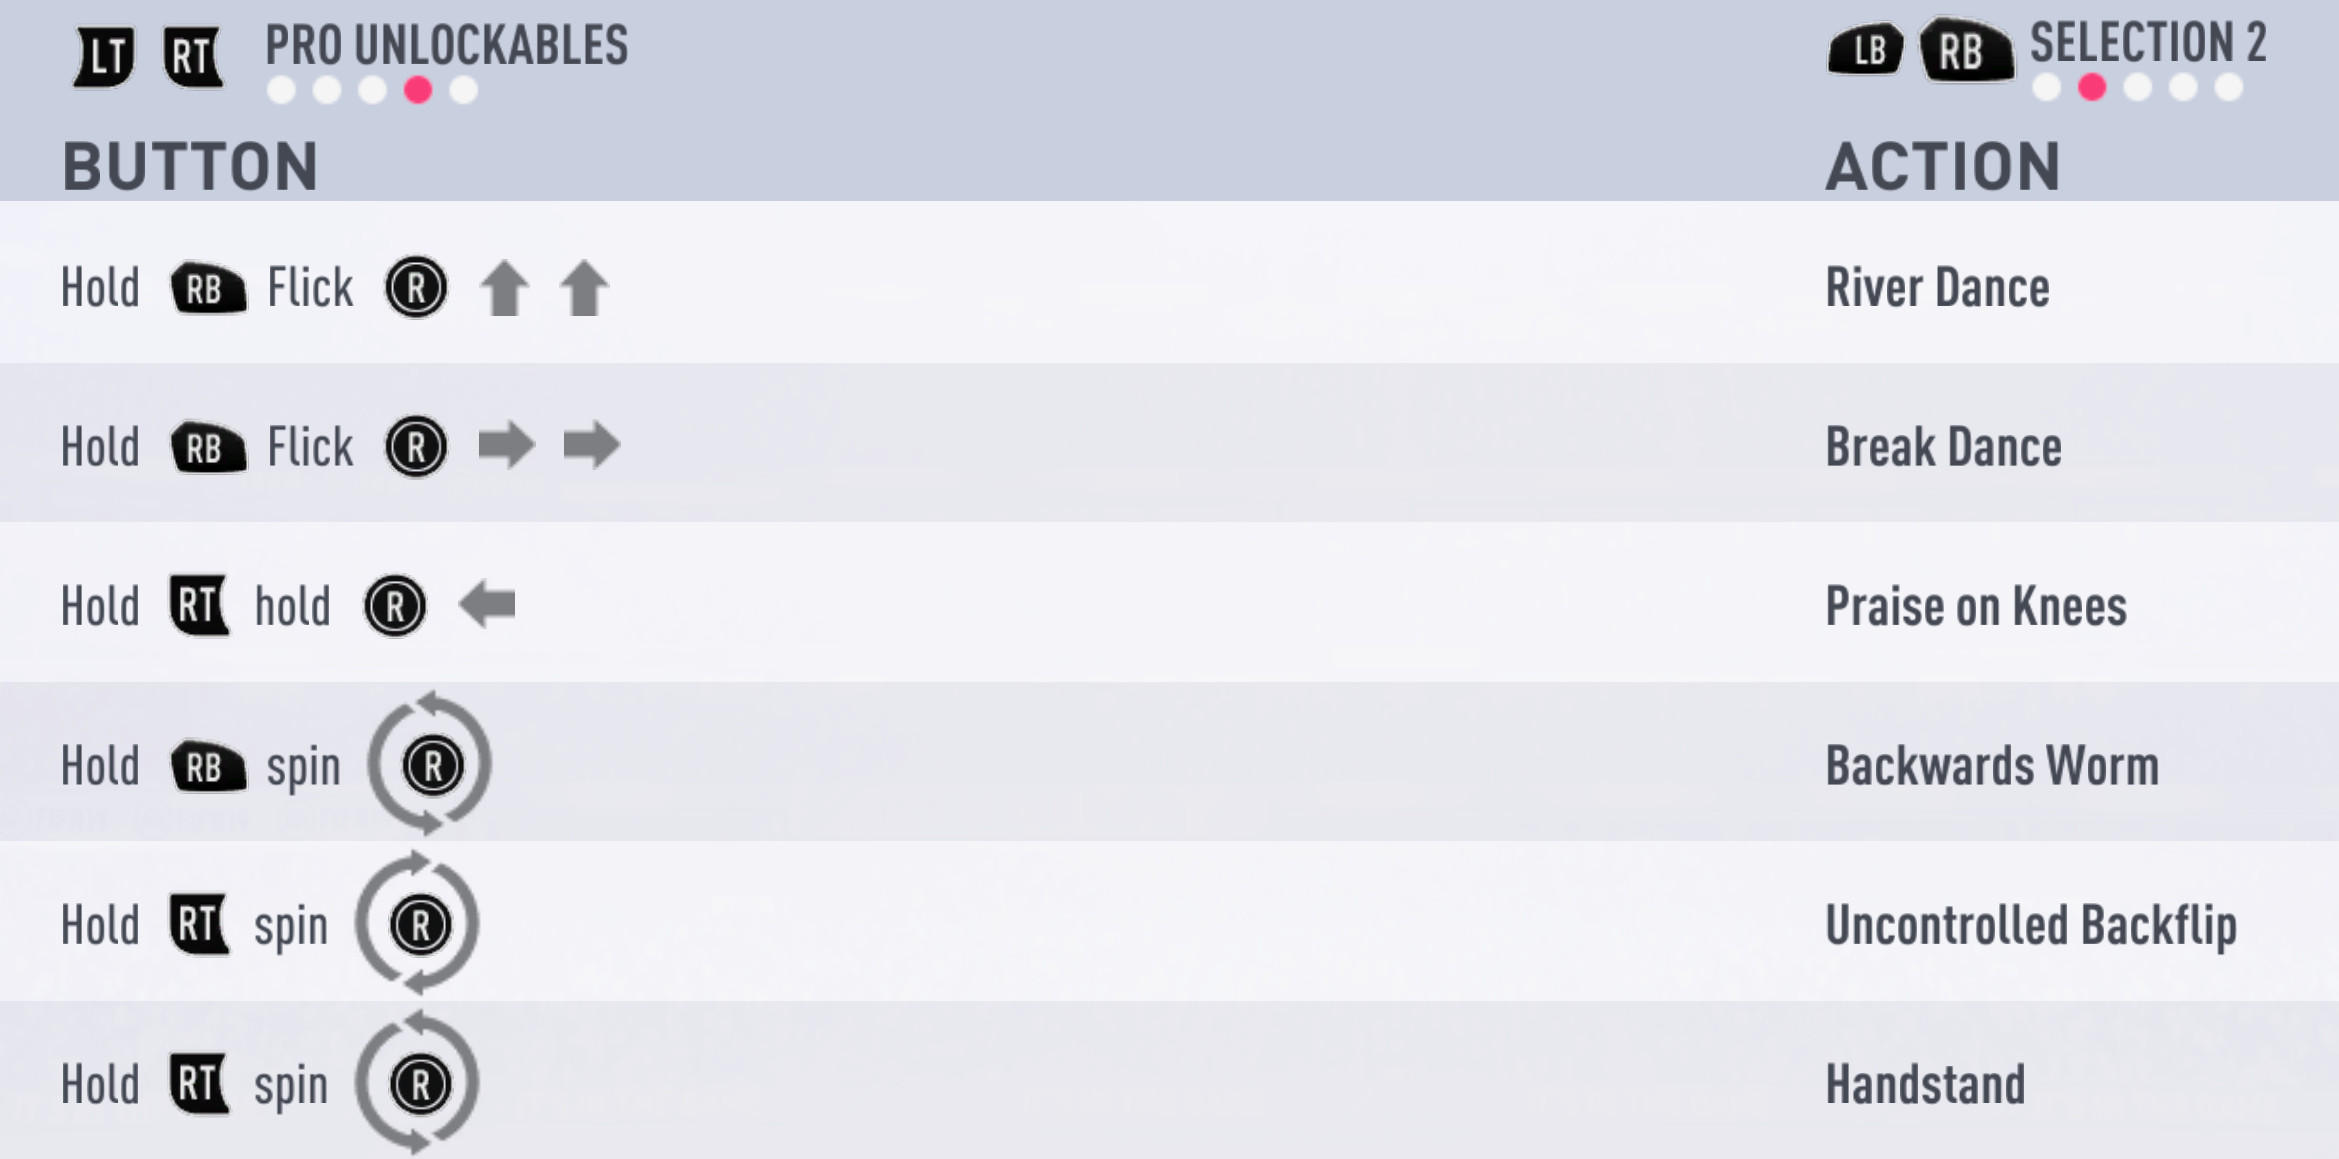 LT RT PRO UNLOCKABLES LB RB SELECTION 2
BUTTON ACTION
Hold RB Flick R River Dance
Hold RB Flick R Break Dance
Hold RT hold R Praise on Knees
Hold RB spin R Backwards Worm
Hold RT spin R Uncontrolled Backflip
Hold RT spin R Handstand